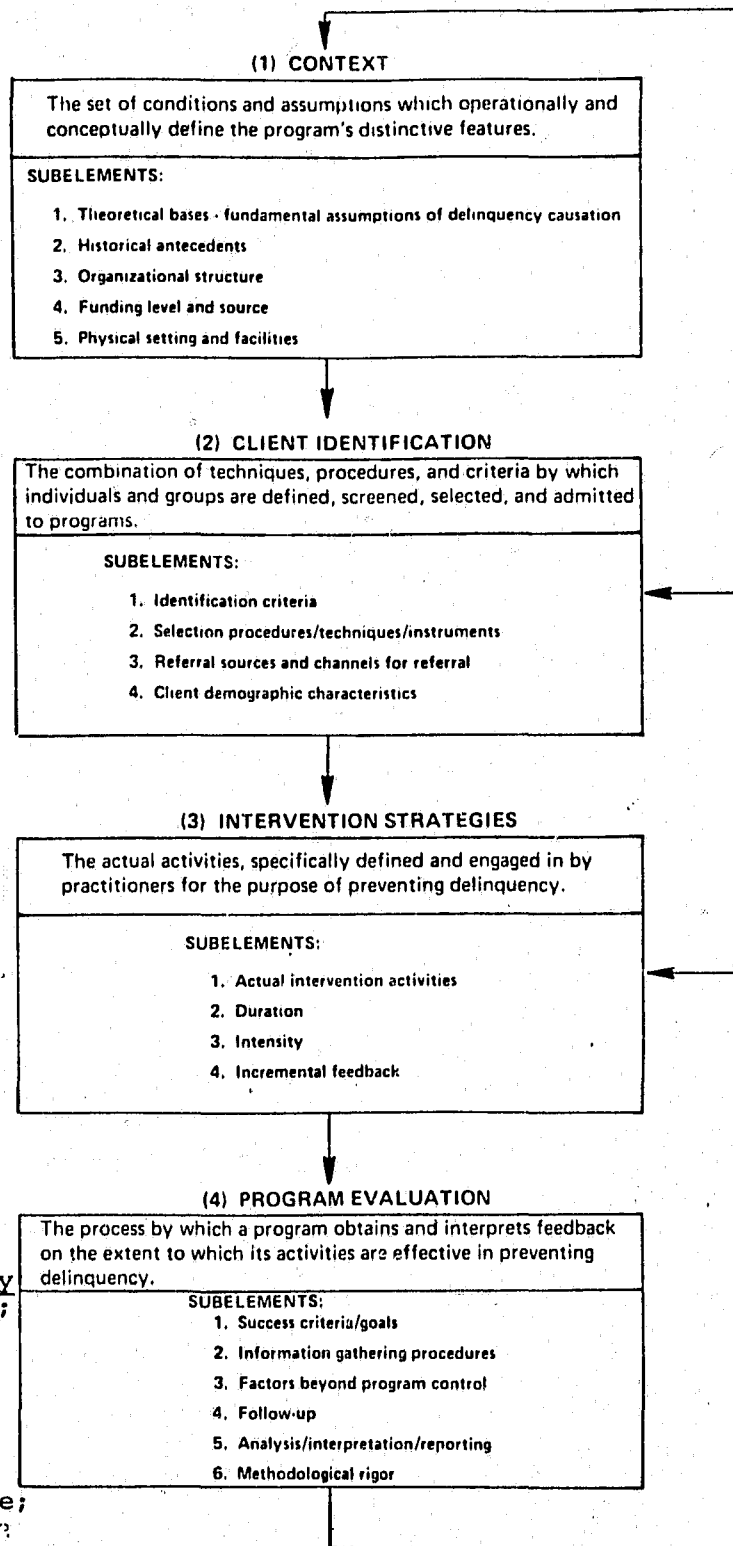 (1) CONTEXT
The set of conditions and assumptions which operationally and
conceptually define the program's distinctive features.
SUBELEMENTS:
1. Theoretical bases - fundamental assumptions of delinquency causation
2. Historical antecedents
3. Organizational structure
4. Funding level and source
5. Physical setting and facilities
(2) CLIENT IDENTIFICATION
The combination of techniques, procedures, and criteria by which
individuals and groups are defined, screened, selected, and admitted
to programs.
SUBELEMENTS:
1. Identification criteria
2. Selection procedures/techniques/instruments
3. Referral sources and channels for referral
4. Client demographic characteristics
(3) INTERVENTION STRATEGIES
The actual activities, specifically defined and engaged in by
practitioners for the purpose of preventing delinquency.
SUBELEMENTS:
1. Actual intervention activities
2. Duration
3. Intensity
4. Incremental feedback
(4) PROGRAM EVALUATION
The process by which a program obtains and interprets feedback
on the extent to which its activities are effective in preventing
delinquency.
SUBELEMENTS:
1. Success criteria/goals
2. Information gathering procedures
3. Factors beyond program control
4. Follow-up
5. Analysis/interpretation/reporting
6. Methodological rigor